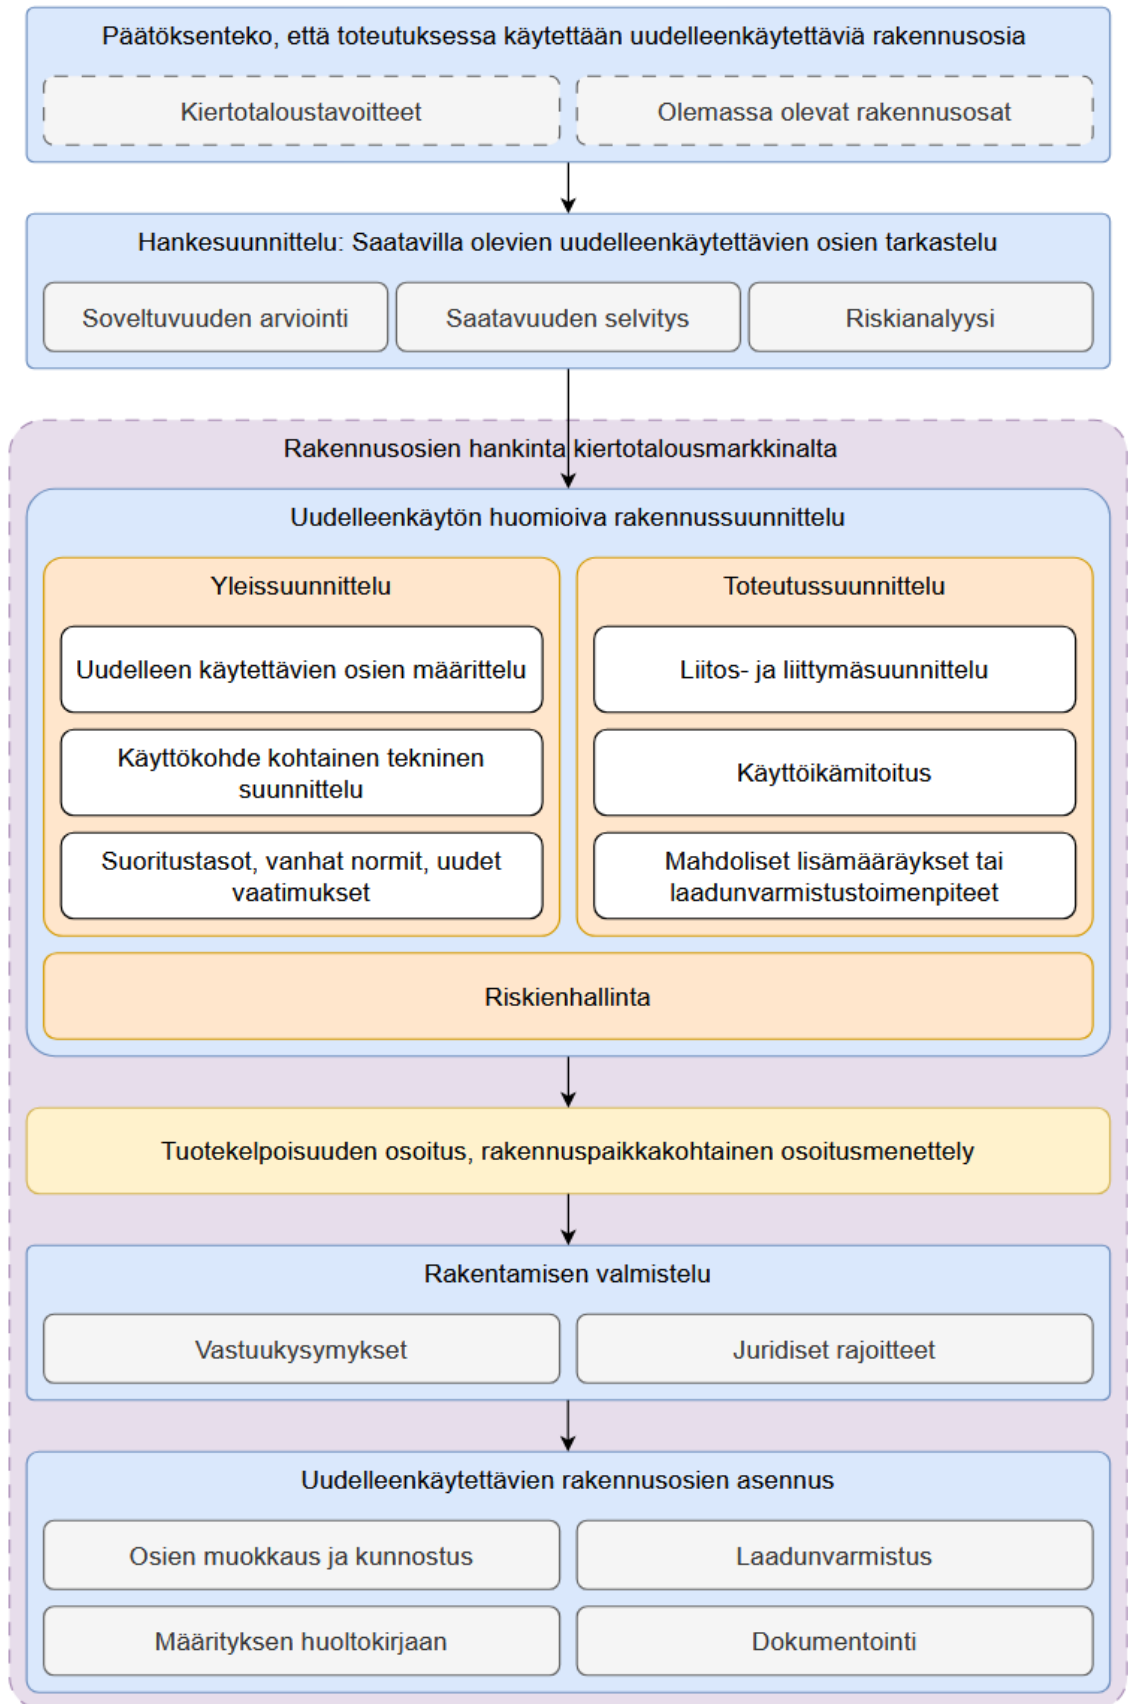 Päätöksenteko, että toteutuksessa käytettään uudelleenkäytettäviä rakennusosia
Kiertotaloustavoitteet
Olemassa olevat rakennusosat
Hankesuunnittelu: Saatavilla olevien uudelleenkäytettävien osien tarkastelu
Soveltuvuuden arviointi
Saatavuuden selvitys
Riskianalyysi
Rakennusosien hankinta kiertotalousmarkkinalta
Uudelleenkäytön huomioiva rakennussuunnittelu
Yleissuunnittelu
Uudelleen käytettävien osien määrittelu
Käyttökohde kohtainen tekninen
suunnittelu
Suoritustasot, vanhat normit, uudet
vaatimukset
Toteutussuunnittelu
Liitos- ja liittymäsuunnittelu
Käyttöikämitoitus
Mahdoliset lisämääräykset tai
laadunvarmistustoimenpiteet
Riskienhallinta
Tuotekelpoisuuden osoitus, rakennuspaikkakohtainen osoitusmenettely
Rakentamisen valmistelu
Vastuukysymykset
Juridiset rajoitteet
Uudelleenkäytettävien rakennusosien asennus
Osien muokkaus ja kunnostus
Laadunvarmistus
Määrityksen huoltokirjaan
Dokumentointi